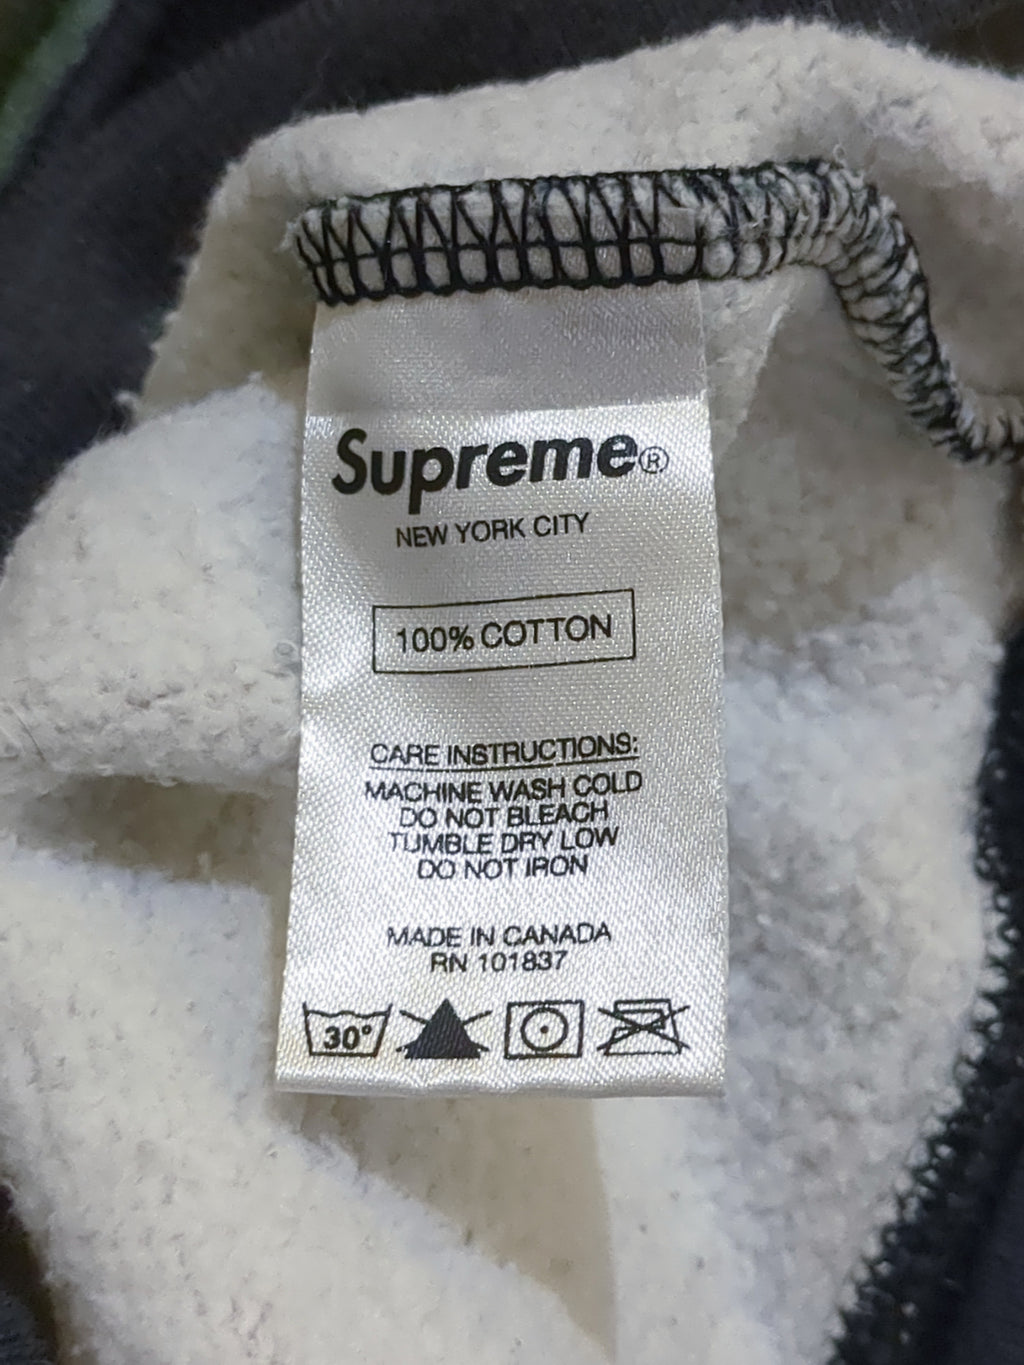 Supreme®
NEW YORK CITY
100% COTTON
CARE INSTRUCTIONS:
MACHINE WASH COLD
DO NOT BLEACH
TUMBLE DRY LOW
DO NOT IRON
MADE IN CANADA
RN 101837
30°